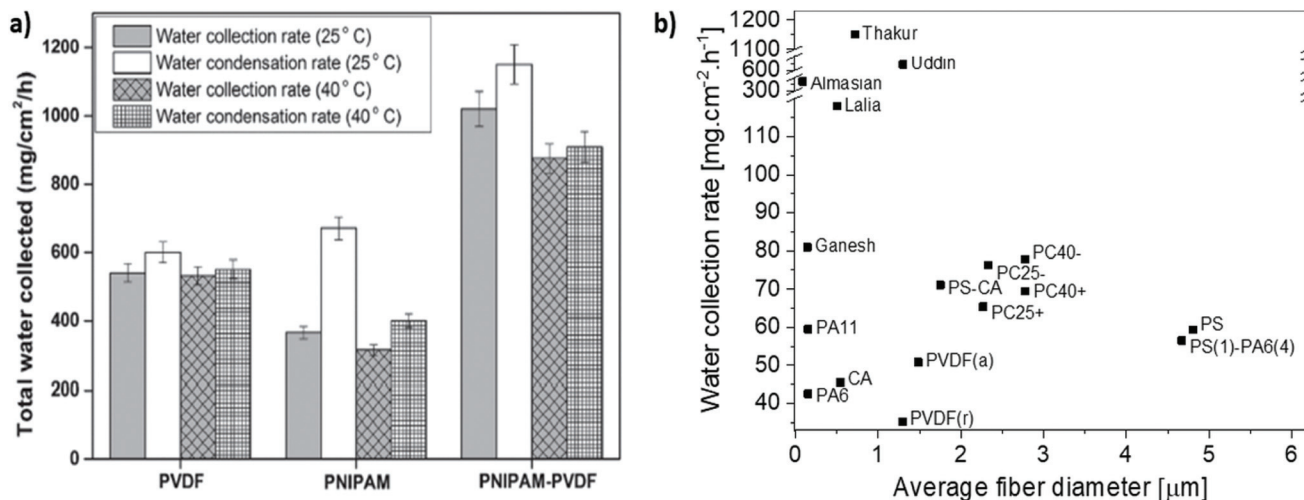 a)
Water collection rate (25° C)
Water condensation rate (25° C)
Water collection rate (40° C)
Water condensation rate (40° C)
Total water collected (mg/cm²/h)
1200
1000
800
600
400
200
0
PVDF
PNIPAM
PNIPAM-PVDF
b)
Water collection rate [mg.cm⁻².h⁻¹]
1200
1100
600
300
110
100
90
80
70
60
50
40
Thakur
Uddin
Almasian
Lalia
Ganesh
PC40-
PC25-
PS-CA
PC40+
PC25+
PA11
PS
PS(1)-PA6(4)
PVDF(a)
CA
PA6
PVDF(r)
0 1 2 3 4 5 6
Average fiber diameter [μm]